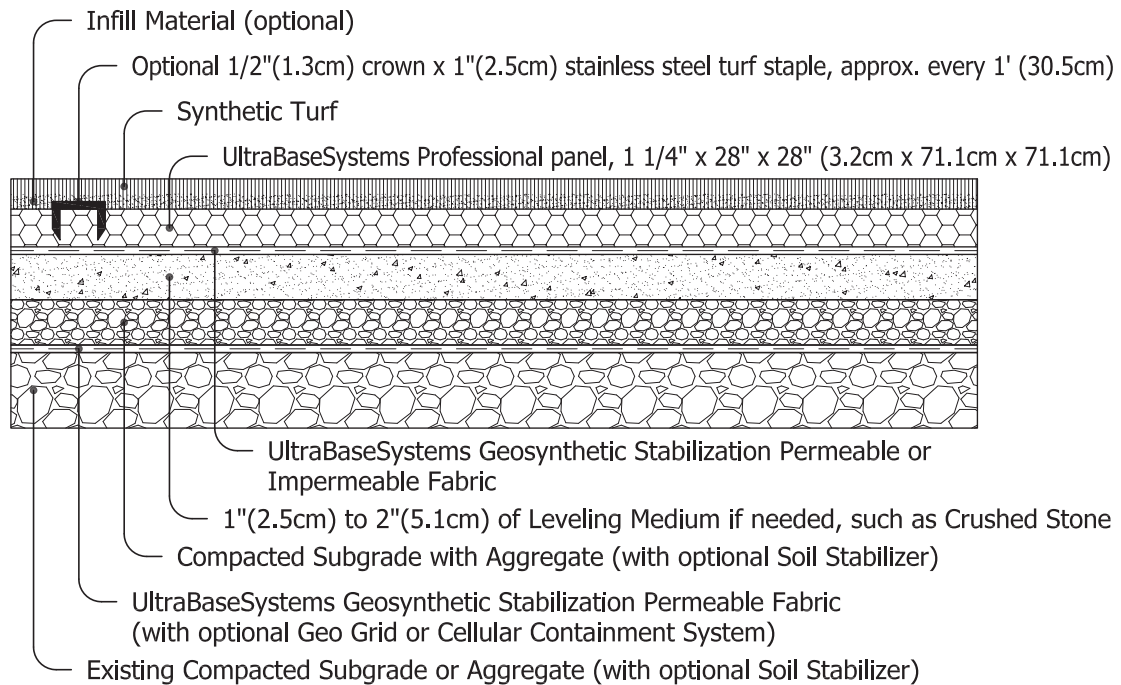 Infill Material (optional)
Optional 1/2"(1.3cm) crown x 1"(2.5cm) stainless steel turf staple, approx. every 1' (30.5cm)
Synthetic Turf
UltraBaseSystems Professional panel, 1 1/4" x 28" x 28" (3.2cm x 71.1cm x 71.1cm)
UltraBaseSystems Geosynthetic Stabilization Permeable or
Impermeable Fabric
1"(2.5cm) to 2"(5.1cm) of Leveling Medium if needed, such as Crushed Stone
Compacted Subgrade with Aggregate (with optional Soil Stabilizer)
UltraBaseSystems Geosynthetic Stabilization Permeable Fabric
(with optional Geo Grid or Cellular Containment System)
Existing Compacted Subgrade or Aggregate (with optional Soil Stabilizer)